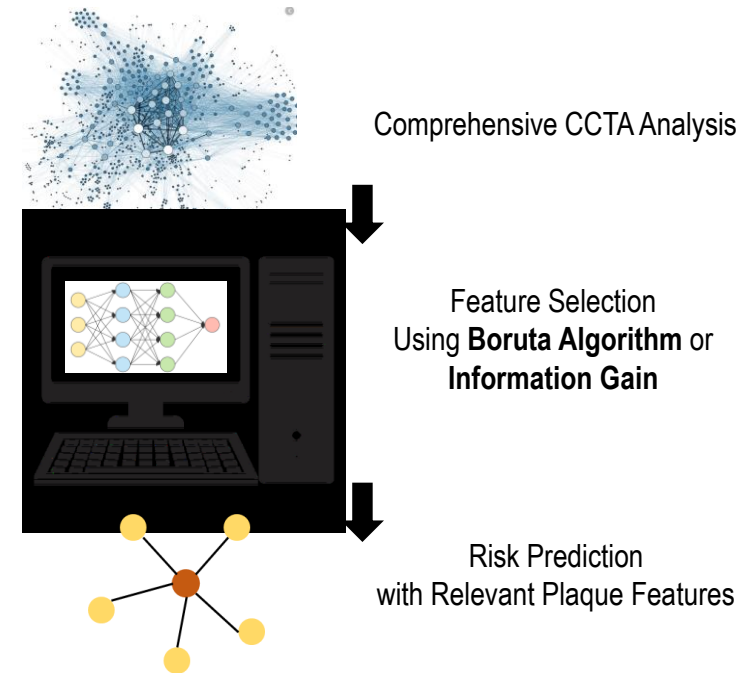 Comprehensive CCTA Analysis
Feature Selection
Using Boruta Algorithm or
Information Gain
Risk Prediction
with Relevant Plaque Features